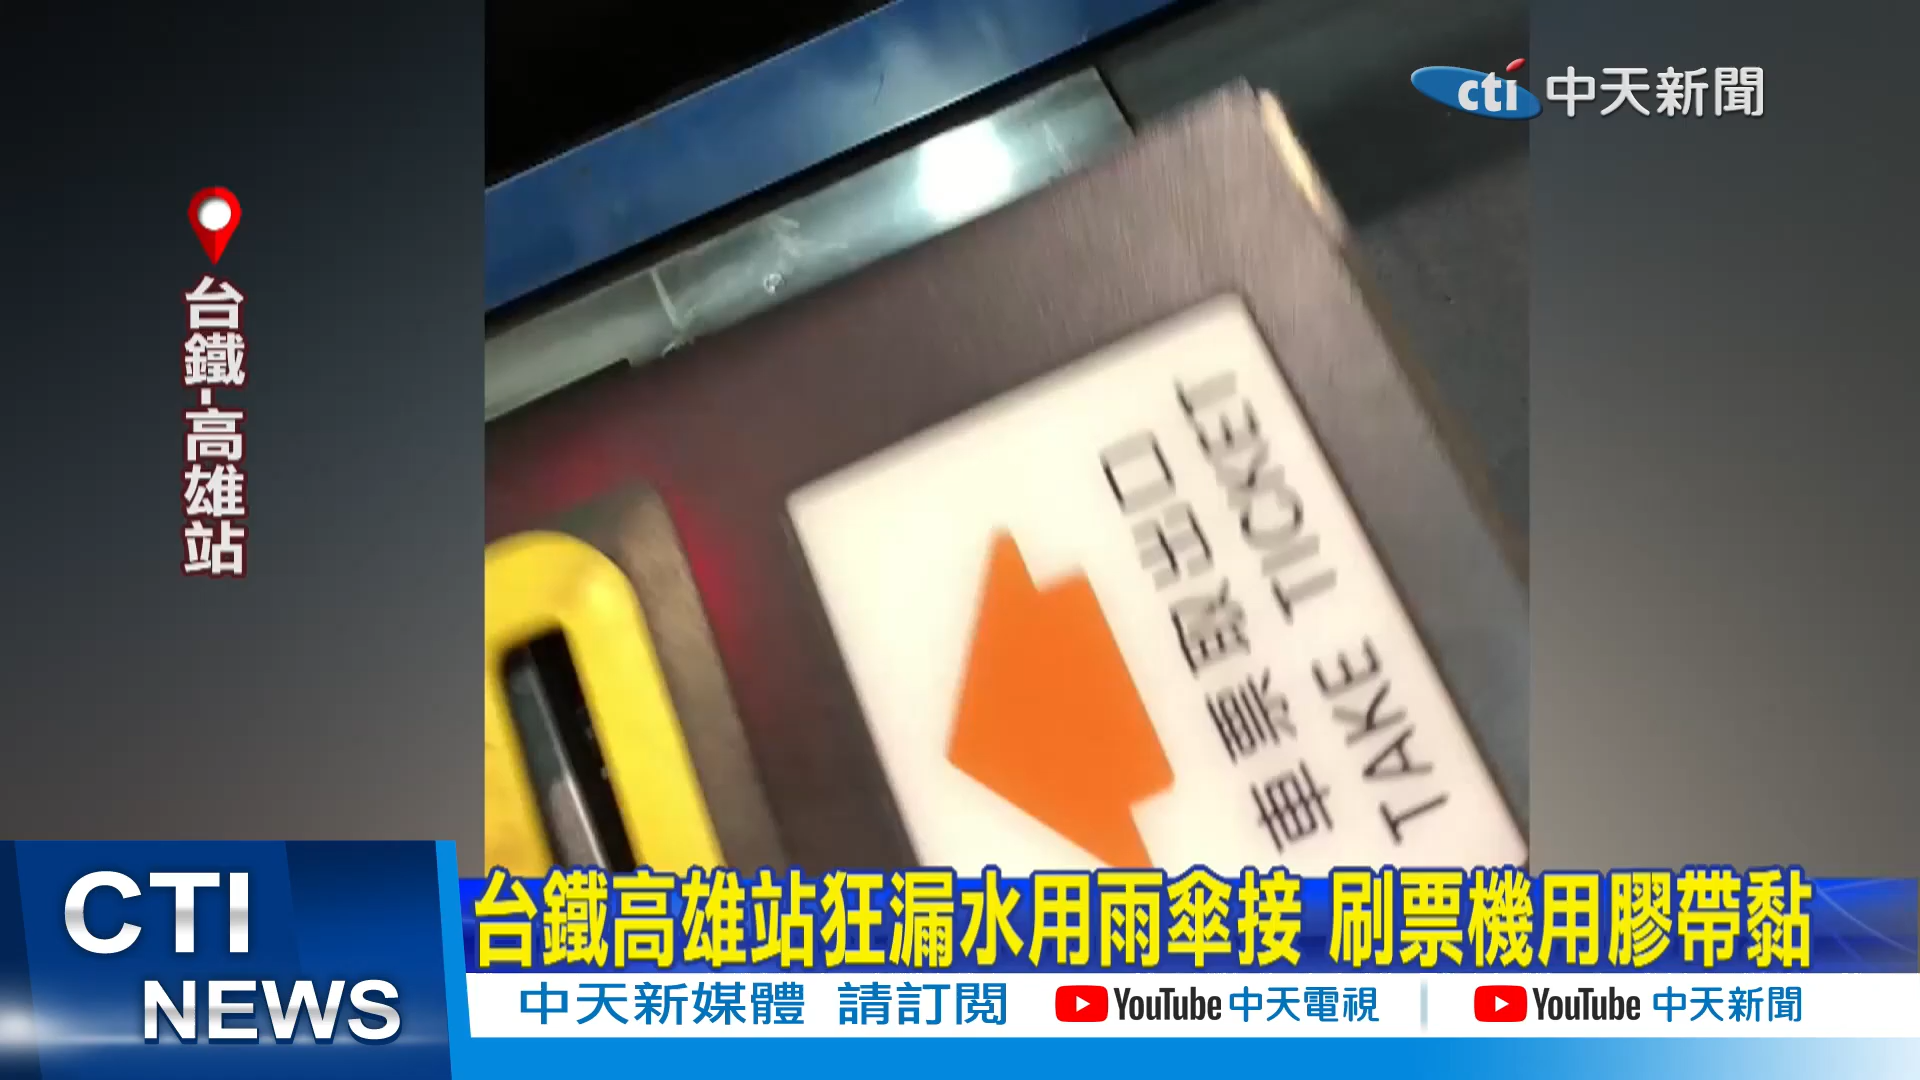 cti 中天新聞
台鐵-高雄站
車票取出口
TAKE TICKET
CTI
NEWS
台鐵高雄站狂漏水用雨傘接 刷票機用膠帶黏
中天新媒體 請訂閱 YouTube 中天電視 YouTube 中天新聞